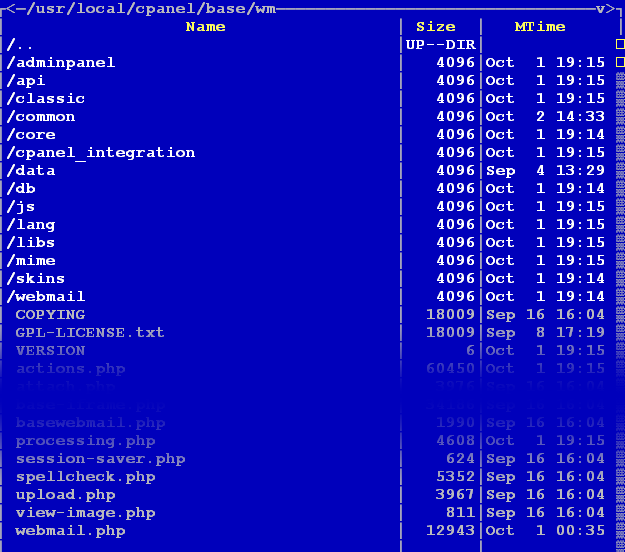 <—/usr/local/cpanel/base/wm—v>
Name Size MTime
/.. UP--DIR
/adminpanel 4096 Oct 1 19:15
/api 4096 Oct 1 19:15
/classic 4096 Oct 1 19:15
/common 4096 Oct 2 14:33
/core 4096 Oct 1 19:14
/cpanel_integration 4096 Oct 1 19:15
/data 4096 Sep 4 13:29
/db 4096 Oct 1 19:14
/js 4096 Oct 1 19:15
/lang 4096 Oct 1 19:15
/libs 4096 Oct 1 19:15
/mime 4096 Oct 1 19:15
/skins 4096 Oct 1 19:14
/webmail 4096 Oct 1 19:14
COPYING 18009 Sep 16 16:04
GPL-LICENSE.txt 18009 Sep 8 17:19
VERSION 6 Oct 1 19:15
actions.php 60450 Oct 1 19:15
attach.php 3976 Sep 16 16:04
Sep 16 16:04
basewebmail.php 1990 Sep 16 16:04
processing.php 4608 Oct 1 19:15
session-saver.php 624 Sep 16 16:04
spellcheck.php 5352 Sep 16 16:04
upload.php 3967 Sep 16 16:04
view-image.php 811 Sep 16 16:04
webmail.php 12943 Oct 1 00:35